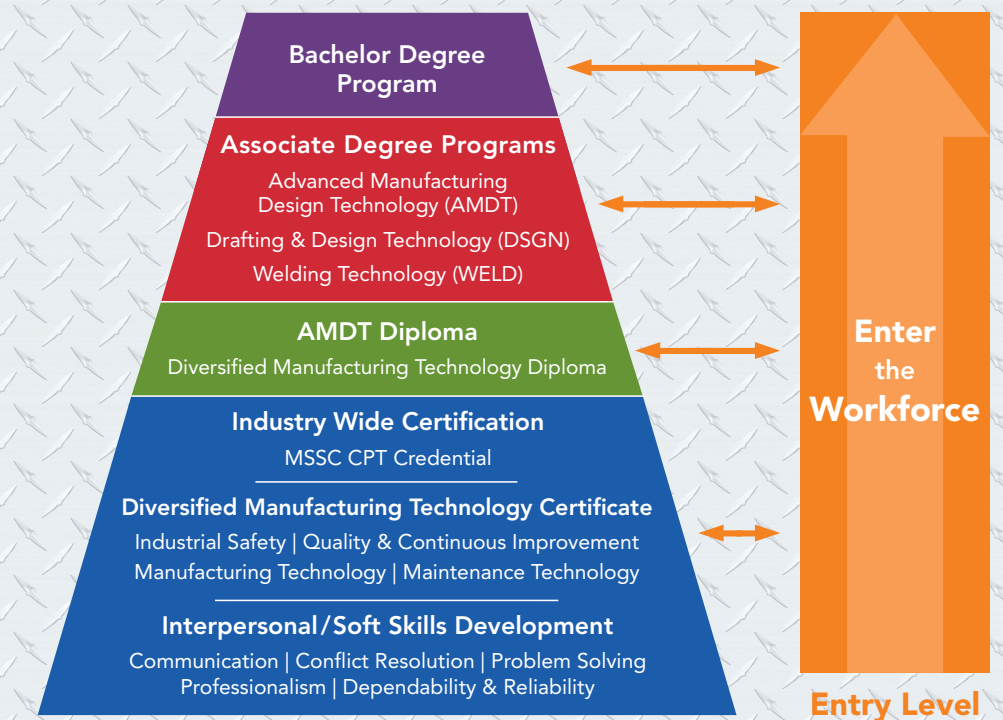 Bachelor Degree
Program
Associate Degree Programs
Advanced Manufacturing
Design Technology (AMDT)
Drafting & Design Technology (DSGN)
Welding Technology (WELD)
AMDT Diploma
Diversified Manufacturing Technology Diploma
Industry Wide Certification
MSSC CPT Credential
Diversified Manufacturing Technology Certificate
Industrial Safety | Quality & Continuous Improvement
Manufacturing Technology | Maintenance Technology
Interpersonal/Soft Skills Development
Communication | Conflict Resolution | Problem Solving
Professionalism | Dependability & Reliability
Enter
the
Workforce
Entry Level